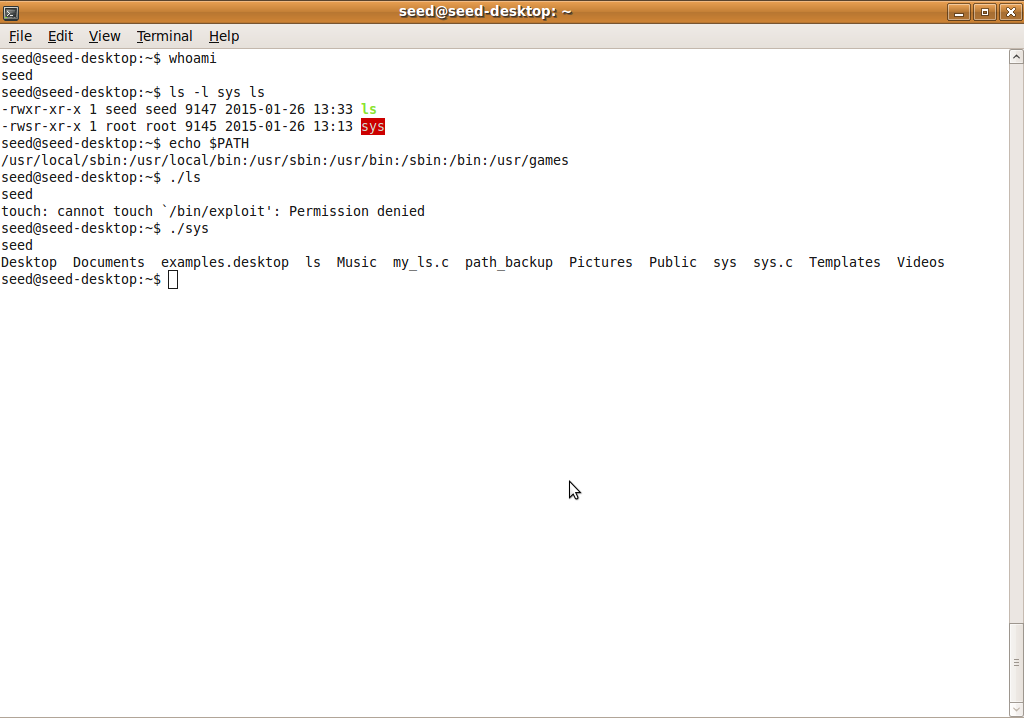 seed@seed-desktop: ~
File Edit View Terminal Help
seed@seed-desktop:~$ whoami
seed
seed@seed-desktop:~$ ls -l sys ls
-rwxr-xr-x 1 seed seed 9147 2015-01-26 13:33 ls
-rwsr-xr-x 1 root root 9145 2015-01-26 13:13 sys
seed@seed-desktop:~$ echo $PATH
/usr/local/sbin:/usr/local/bin:/usr/sbin:/usr/bin:/sbin:/bin:/usr/games
seed@seed-desktop:~$ ./ls
seed
touch: cannot touch `/bin/exploit': Permission denied
seed@seed-desktop:~$ ./sys
seed
Desktop  Documents  examples.desktop  ls  Music  my_ls.c  path_backup  Pictures  Public  sys  sys.c  Templates  Videos
seed@seed-desktop:~$